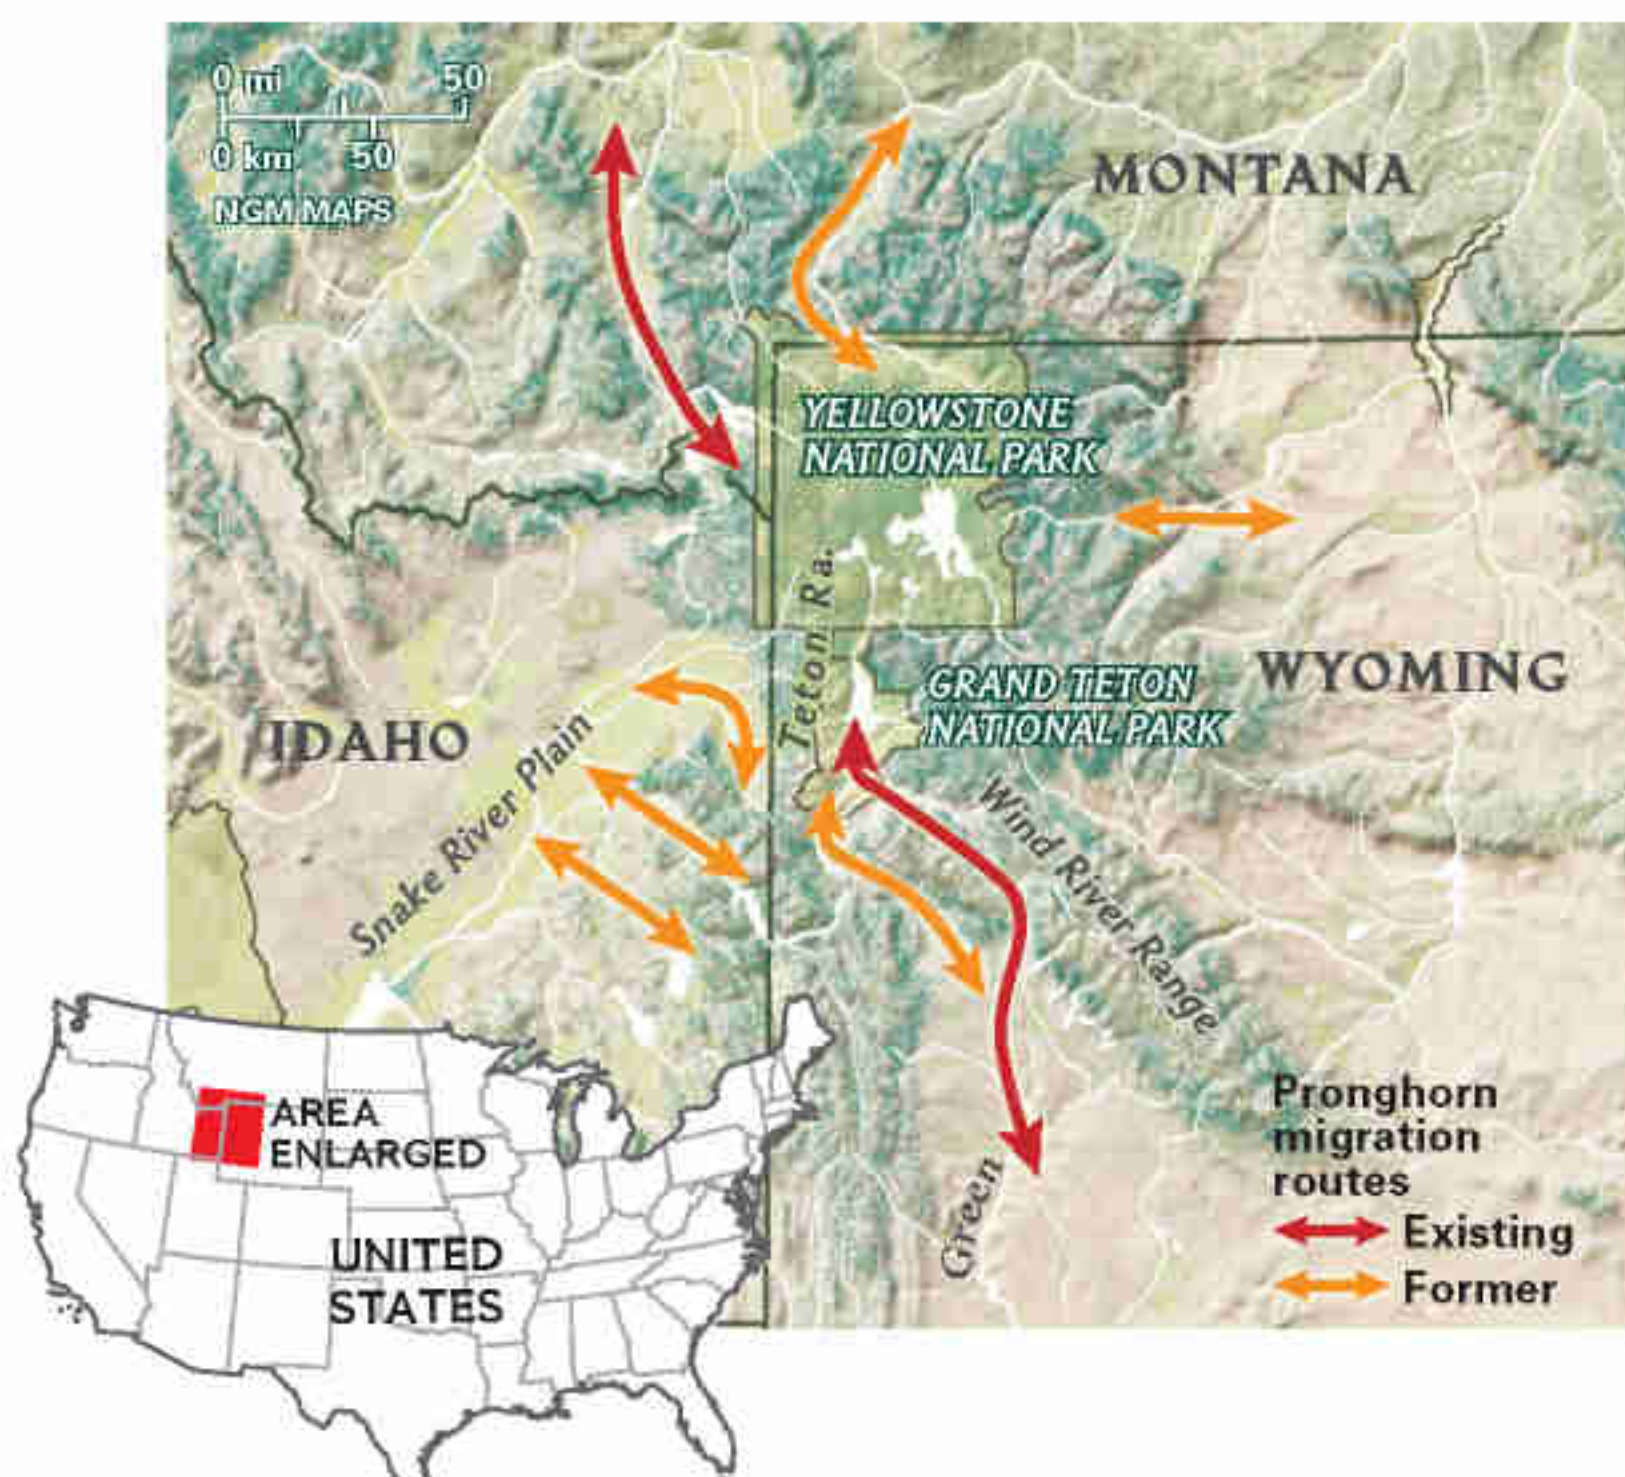 0 mi 50
0 km 50
NGM MAPS
MONTANA
YELLOWSTONE
NATIONAL PARK
Teton Ra.
GRAND TETON
NATIONAL PARK
WYOMING
IDAHO
Snake River Plain
Wind River Range
Green
AREA
ENLARGED
UNITED
STATES
Pronghorn
migration
routes
Existing
Former